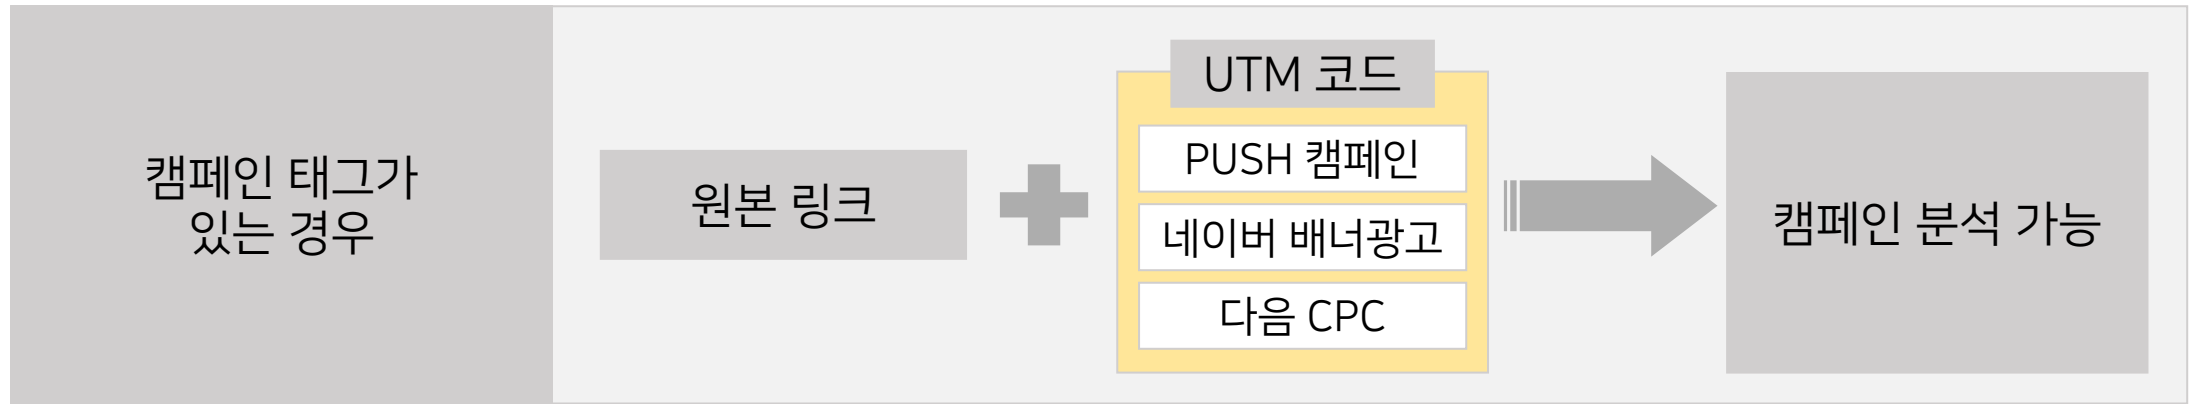 캠페인 태그가
있는 경우
원본 링크
UTM 코드
PUSH 캠페인
네이버 배너광고
다음 CPC
캠페인 분석 가능